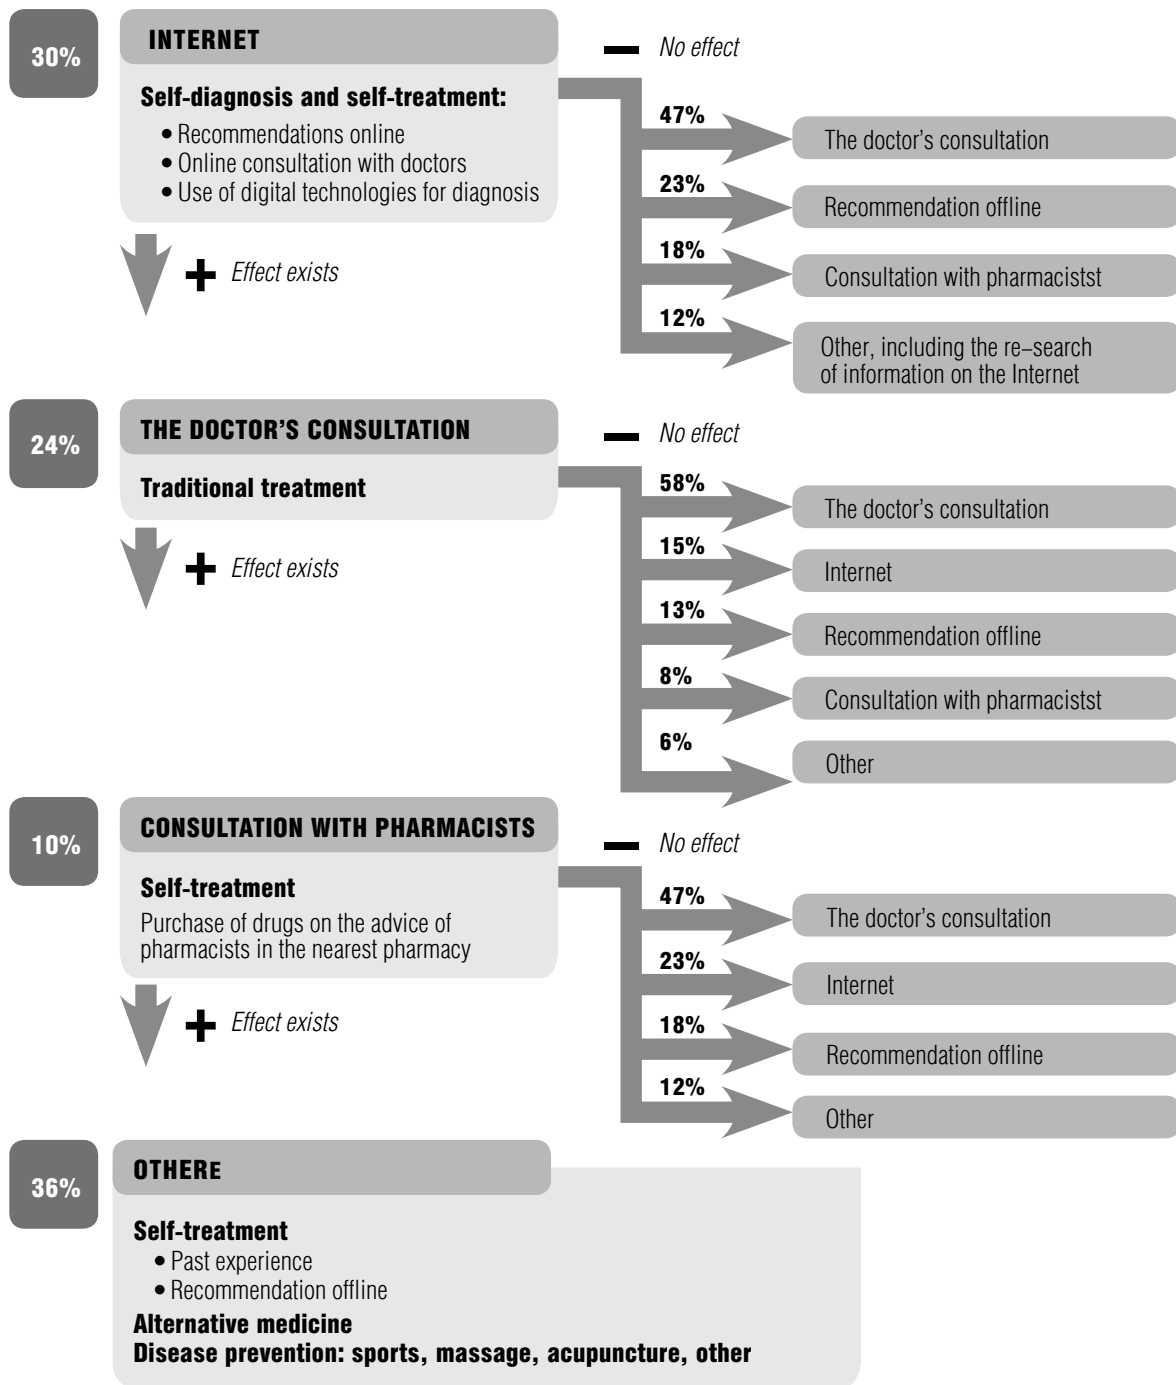 30%
INTERNET
Self-diagnosis and self-treatment:
• Recommendations online
• Online consultation with doctors
• Use of digital technologies for diagnosis
+ Effect exists
− No effect
47%
The doctor's consultation
23%
Recommendation offline
18%
Consultation with pharmacistst
12%
Other, including the re–search
of information on the Internet
24%
THE DOCTOR'S CONSULTATION
Traditional treatment
+ Effect exists
− No effect
58%
The doctor's consultation
15%
Internet
13%
Recommendation offline
8%
Consultation with pharmacistst
6%
Other
10%
CONSULTATION WITH PHARMACISTS
Self-treatment
Purchase of drugs on the advice of
pharmacists in the nearest pharmacy
+ Effect exists
− No effect
47%
The doctor's consultation
23%
Internet
18%
Recommendation offline
12%
Other
36%
OTHERE
Self-treatment
• Past experience
• Recommendation offline
Alternative medicine
Disease prevention: sports, massage, acupuncture, other